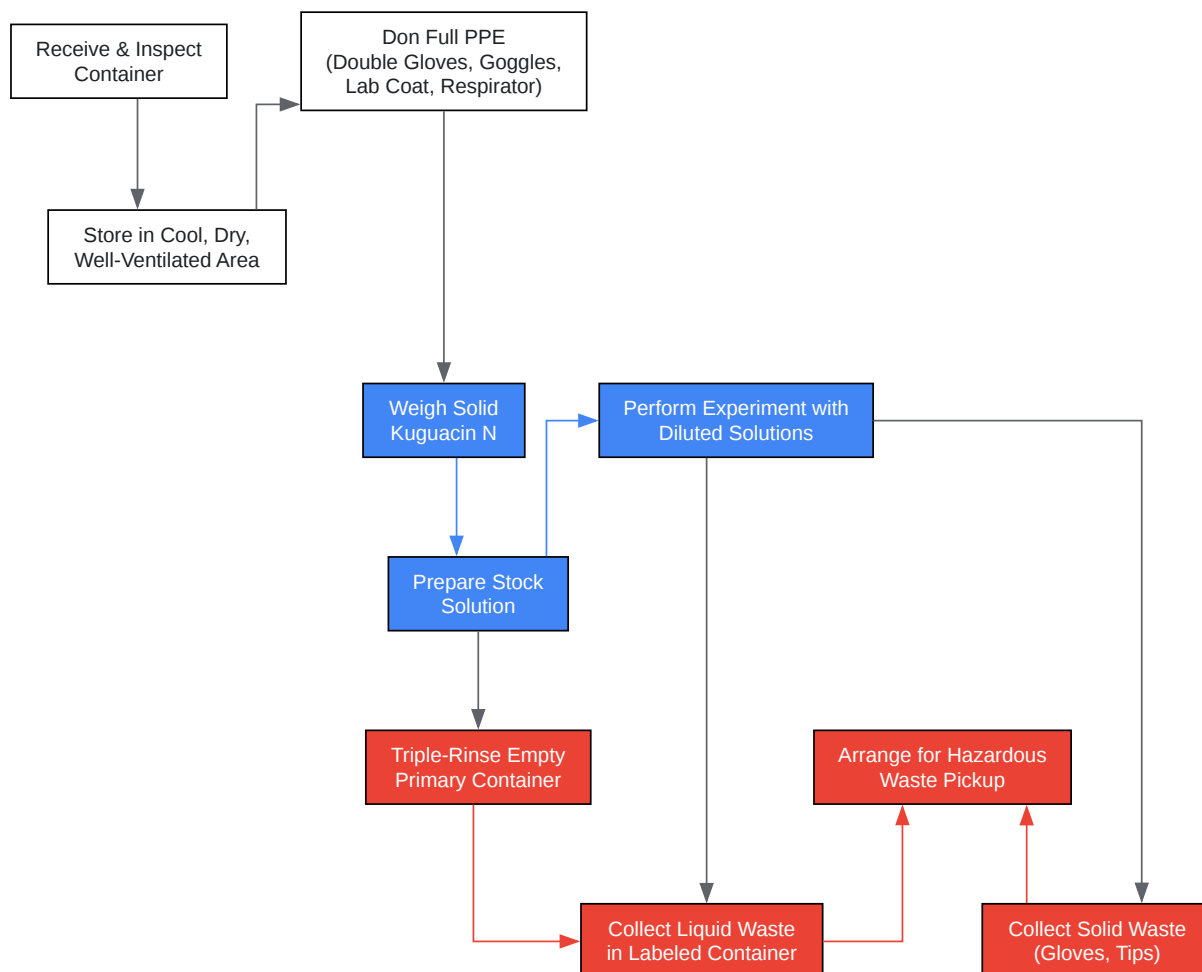 Receive & Inspect
Container
Don Full PPE
(Double Gloves, Goggles,
Lab Coat, Respirator)
Store in Cool, Dry,
Well-Ventilated Area
Weigh Solid
Kuguacin N
Perform Experiment with
Diluted Solutions
Prepare Stock
Solution
Triple-Rinse Empty
Primary Container
Arrange for Hazardous
Waste Pickup
Collect Liquid Waste
in Labeled Container
Collect Solid Waste
(Gloves, Tips)